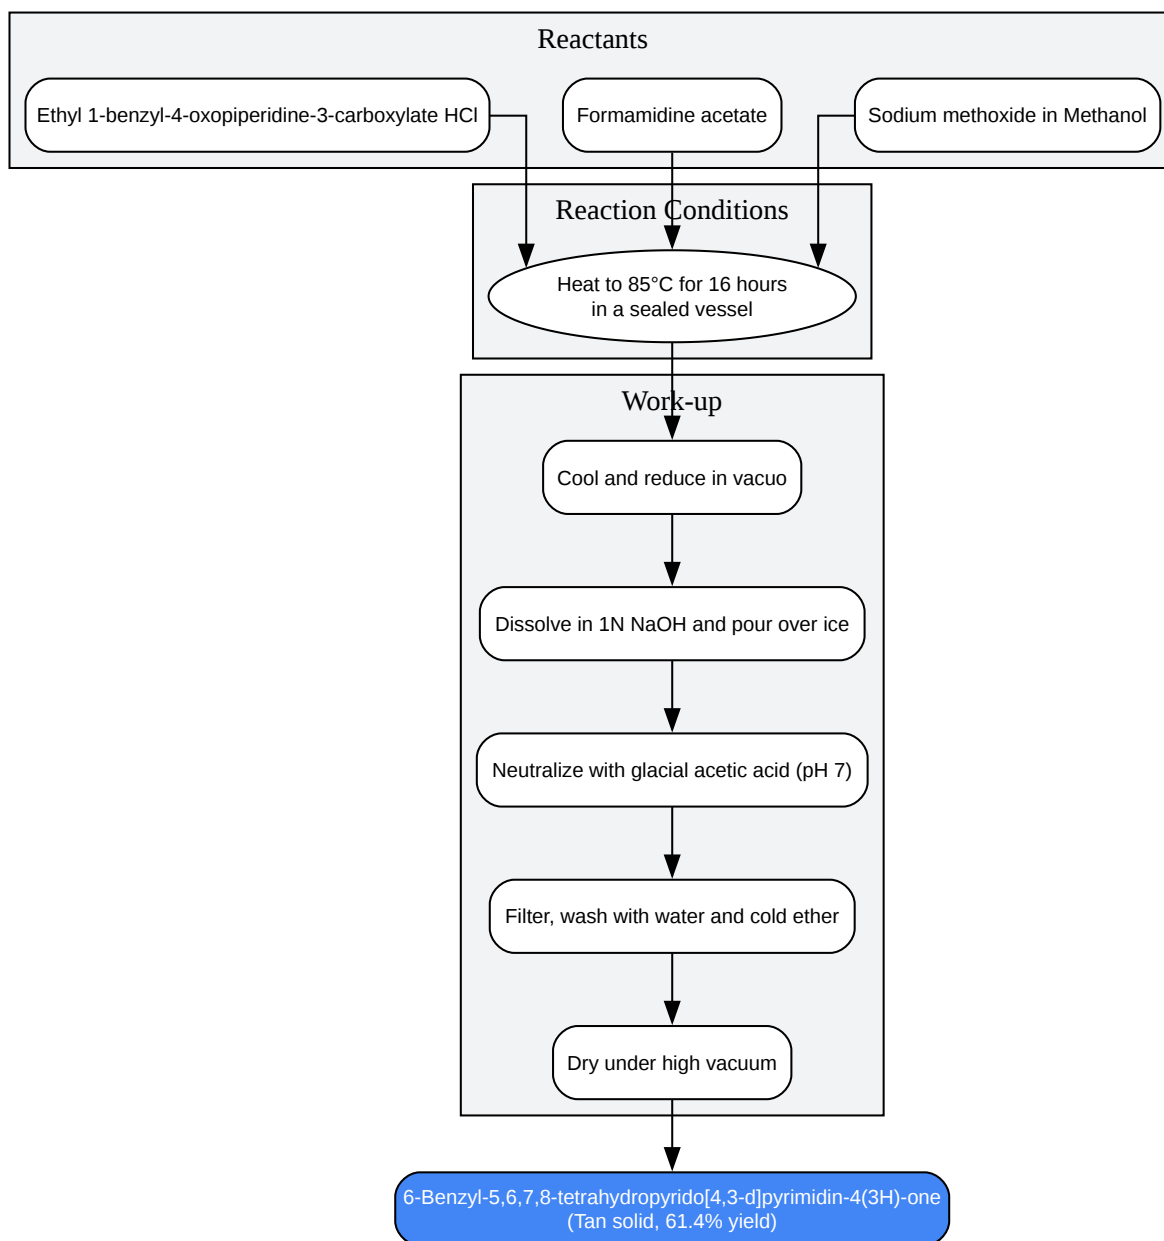 Reactants
Ethyl 1-benzyl-4-oxopiperidine-3-carboxylate HCl
Formamidine acetate
Sodium methoxide in Methanol
Reaction Conditions
Heat to 85°C for 16 hours
in a sealed vessel
Work-up
Cool and reduce in vacuo
Dissolve in 1N NaOH and pour over ice
Neutralize with glacial acetic acid (pH 7)
Filter, wash with water and cold ether
Dry under high vacuum
6-Benzyl-5,6,7,8-tetrahydropyrido[4,3-d]pyrimidin-4(3H)-one
(Tan solid, 61.4% yield)